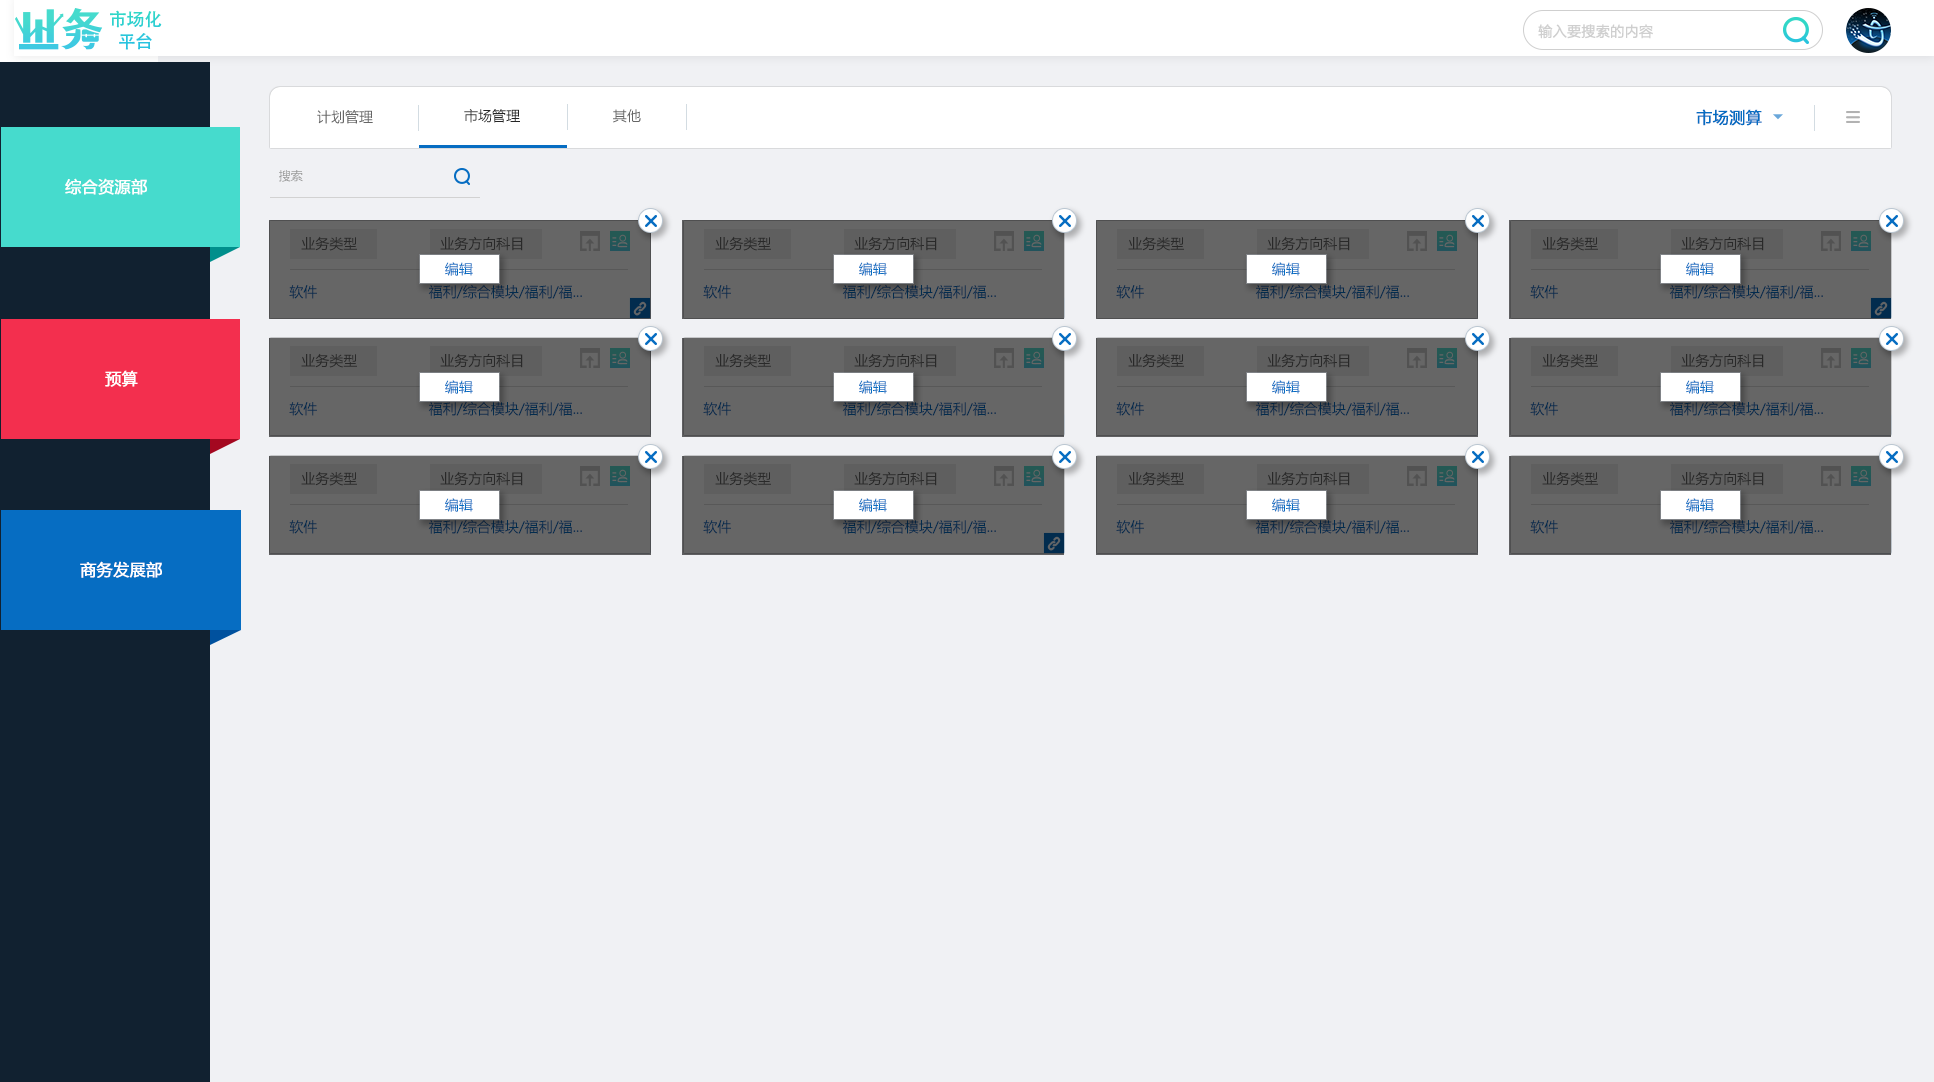 业务 市场化
平台
输入要搜索的内容
计划管理 市场管理 其他 市场测算
搜索
综合资源部
预算
商务发展部
业务类型 业务方向科目 业务类型 业务方向科目 业务类型 业务方向科目 业务类型 业务方向科目
编辑 编辑 编辑 编辑
软件 福利/综合模块/福利/福... 软件 福利/综合模块/福利/福... 软件 福利/综合模块/福利/福... 软件 福利/综合模块/福利/福...
业务类型 业务方向科目 业务类型 业务方向科目 业务类型 业务方向科目 业务类型 业务方向科目
编辑 编辑 编辑 编辑
软件 福利/综合模块/福利/福... 软件 福利/综合模块/福利/福... 软件 福利/综合模块/福利/福... 软件 福利/综合模块/福利/福...
业务类型 业务方向科目 业务类型 业务方向科目 业务类型 业务方向科目 业务类型 业务方向科目
编辑 编辑 编辑 编辑
软件 福利/综合模块/福利/福... 软件 福利/综合模块/福利/福... 软件 福利/综合模块/福利/福... 软件 福利/综合模块/福利/福...